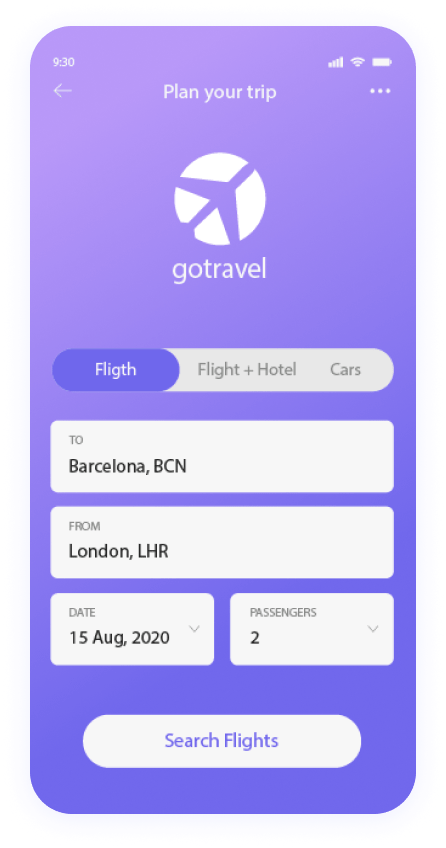 9:30
Plan your trip
gotravel
Fligth Flight + Hotel Cars
TO
Barcelona, BCN
FROM
London, LHR
DATE PASSENGERS
15 Aug, 2020 2
Search Flights